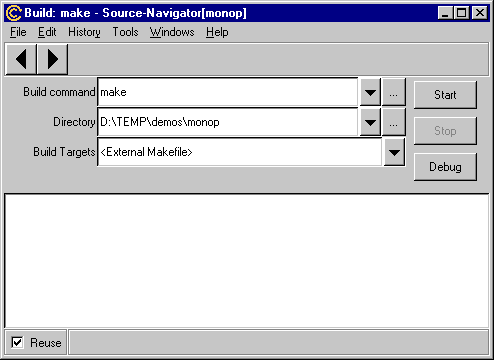 Build: make - Source-Navigator[monop]
File Edit History Tools Windows Help
Build command make ... Start
Directory D:\TEMP\demos\monop ... Stop
Build Targets <External Makefile> Debug
Reuse